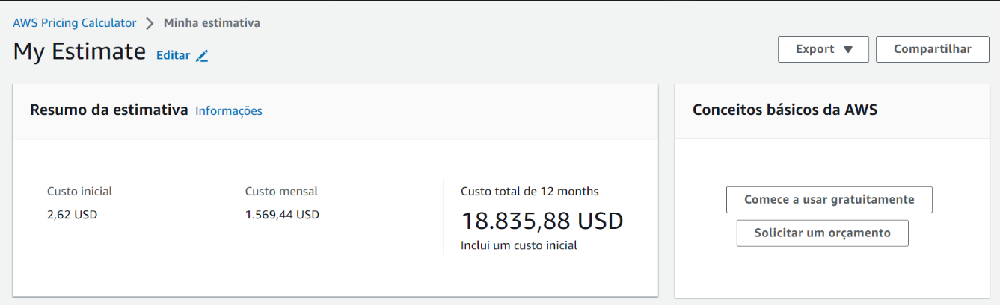 AWS Pricing Calculator > Minha estimativa
My Estimate Editar
Export ▼ Compartilhar
Resumo da estimativa Informações
Custo inicial
2,62 USD
Custo mensal
1.569,44 USD
Custo total de 12 months
18.835,88 USD
Inclui um custo inicial
Conceitos básicos da AWS
Comece a usar gratuitamente
Solicitar um orçamento